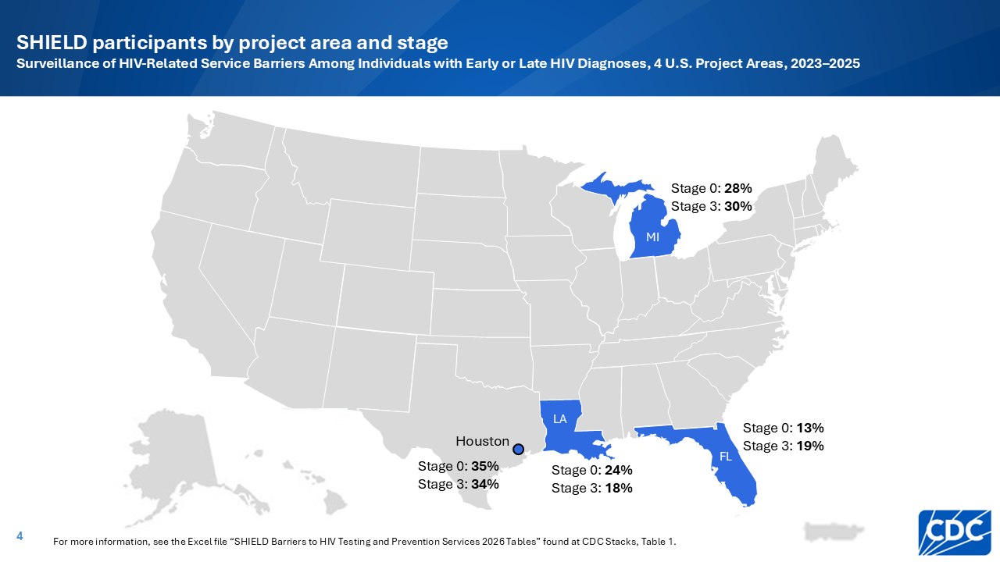 SHIELD participants by project area and stage
Surveillance of HIV-Related Service Barriers Among Individuals with Early or Late HIV Diagnoses, 4 U.S. Project Areas, 2023–2025
Stage 0: 28%
Stage 3: 30%
MI
LA
Houston
Stage 0: 35%
Stage 3: 34%
Stage 0: 24%
Stage 3: 18%
FL
Stage 0: 13%
Stage 3: 19%
4
For more information, see the Excel file “SHIELD Barriers to HIV Testing and Prevention Services 2026 Tables” found at CDC Stacks, Table 1.
CDC